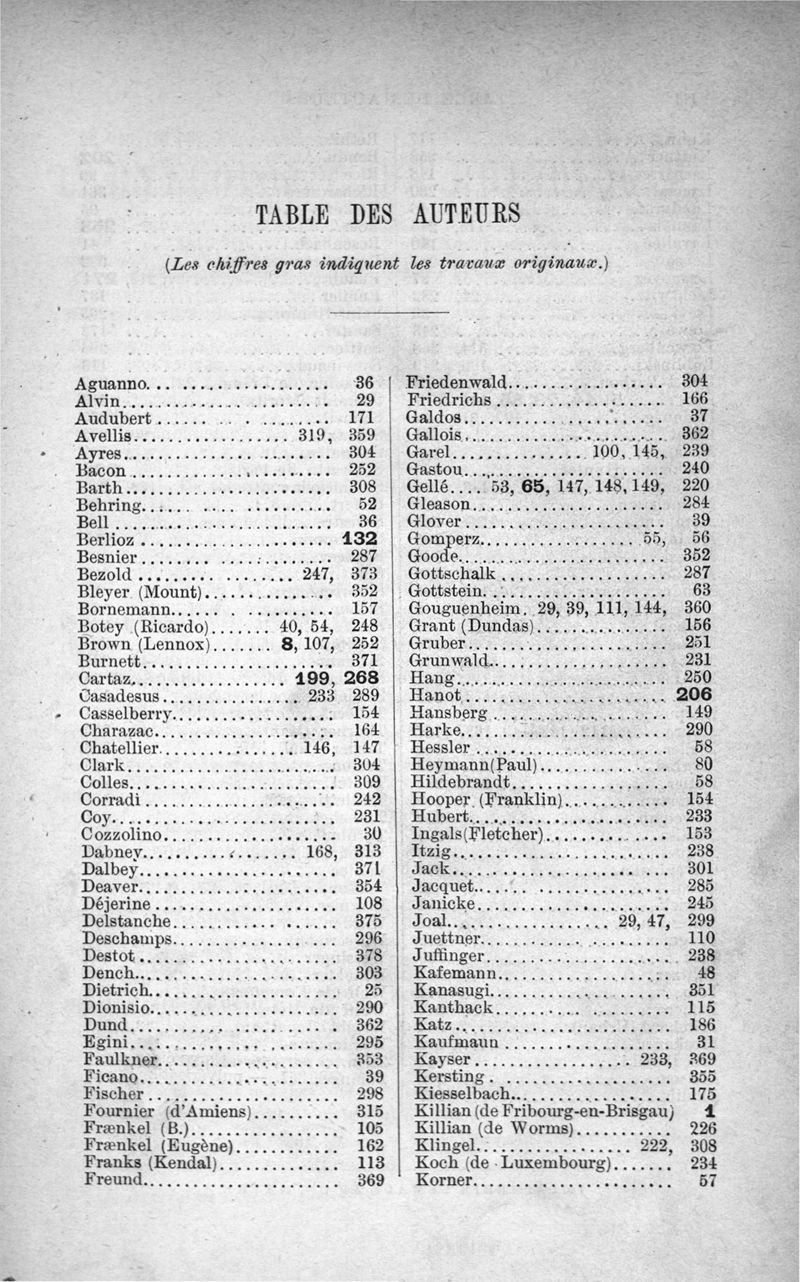 TABLE DES AUTEURS
(Les chiffres gras indiquent les travaux originaux.)
Aguanno. . . . . . . . . . . . . . . . 36
Alvin. . . . . . . . . . . . . . . . 29
Audubert . . . . . . . . . . . . . . . . 171
Avellis. . . . . . . . . . . . . . . . 319, 359
Ayres. . . . . . . . . . . . . . . . 304
Bacon . . . . . . . . . . . . . . . . 252
Barth. . . . . . . . . . . . . . . . 308
Behring. . . . . . . . . . . . . . . . 52
Bell . . . . . . . . . . . . . . . . 36
Berlioz . . . . . . . . . . . . . . . . 132
Besnier. . . . . . . . . . . . . . . . 287
Bezold . . . . . . . . . . . . . . . . 247, 373
Bleyer (Mount). . . . . . . . . . . . 352
Bornemann. . . . . . . . . . . . . . . . 157
Botey (Ricardo). . . . . . . 40, 54, 248
Brown (Lennox). . . . . . . 8, 107, 252
Burnett. . . . . . . . . . . . . . . . 371
Cartaz. . . . . . . . . . . . . . . . 199, 268
Casadesus . . . . . . . . . . . . . . . . 233 289
Casselberry. . . . . . . . . . . . . . . . 154
Charazac. . . . . . . . . . . . . . . . 164
Chatellier. . . . . . . . . . . . . 146, 147
Clark. . . . . . . . . . . . . . . . 304
Colles. . . . . . . . . . . . . . . . 309
Corradi . . . . . . . . . . . . . . . . 242
Coy. . . . . . . . . . . . . . . . 231
Cozzolino. . . . . . . . . . . . . . . . 30
Dabney. . . . . . . . . . . . . . . . 168, 313
Dalbey. . . . . . . . . . . . . . . . 371
Deaver. . . . . . . . . . . . . . . . 354
Déjerine . . . . . . . . . . . . . . . . 108
Delstanche. . . . . . . . . . . . . . . . 375
Deschamps. . . . . . . . . . . . . . . . 296
Destot . . . . . . . . . . . . . . . . 378
Dench. . . . . . . . . . . . . . . . 303
Dietrich. . . . . . . . . . . . . . . . 25
Dionisio. . . . . . . . . . . . . . . . 290
Dund. . . . . . . . . . . . . . . . 362
Egini. . . . . . . . . . . . . . . . 295
Faulkner. . . . . . . . . . . . . . . . 353
Ficano. . . . . . . . . . . . . . . . 39
Fischer . . . . . . . . . . . . . . . . 298
Fournier (d'Amiens). . . . . . . . . . 315
Frænkel (B.). . . . . . . . . . . . . . . . 105
Frænkel (Eugène). . . . . . . . . . . . 162
Franks (Kendal). . . . . . . . . . . . . . 113
Freund. . . . . . . . . . . . . . . . 369
Friedenwald. . . . . . . . . . . . . . . . 304
Friedrichs . . . . . . . . . . . . . . . . 166
Galdos. . . . . . . . . . . . . . . . 37
Gallois. . . . . . . . . . . . . . . . 362
Garel. . . . . . . . . . . . . . . . 100, 145, 239
Gastou. . . . . . . . . . . . . . . . 240
Gellé. . . . 53, 65, 147, 148, 149, 220
Gleason. . . . . . . . . . . . . . . . 284
Glover . . . . . . . . . . . . . . . . 39
Gomperz. . . . . . . . . . . . . . . . 55, 56
Goode. . . . . . . . . . . . . . . . 352
Gottschalk . . . . . . . . . . . . . . . . 287
Gottstein. . . . . . . . . . . . . . . . 63
Gouguenheim. 29, 39, 111, 144, 360
Grant (Dundas). . . . . . . . . . . . . 156
Gruber. . . . . . . . . . . . . . . . 251
Grunwald. . . . . . . . . . . . . . . . 231
Hang. . . . . . . . . . . . . . . . 250
Hanot. . . . . . . . . . . . . . . . 206
Hansberg . . . . . . . . . . . . . . . . 149
Harke. . . . . . . . . . . . . . . . 290
Hessler . . . . . . . . . . . . . . . . 58
Heymann(Paul). . . . . . . . . . . . . 80
Hildebrandt. . . . . . . . . . . . . . . . 58
Hooper (Franklin). . . . . . . . . . . 154
Hubert. . . . . . . . . . . . . . . . 233
Ingals(Fletcher). . . . . . . . . . . . 153
Itzig. . . . . . . . . . . . . . . . 238
Jack. . . . . . . . . . . . . . . . 301
Jacquet. . . . . . . . . . . . . . . . 285
Janicke. . . . . . . . . . . . . . . . 245
Joal. . . . . . . . . . . . . . . . 29, 47, 299
Juettner. . . . . . . . . . . . . . . . 110
Juffinger. . . . . . . . . . . . . . . . 238
Kafemann. . . . . . . . . . . . . . . . 48
Kanasugi. . . . . . . . . . . . . . . . 351
Kanthack. . . . . . . . . . . . . . . . 115
Katz. . . . . . . . . . . . . . . . 186
Kaufmann . . . . . . . . . . . . . . . . 31
Kayser . . . . . . . . . . . . . . . . 233, 369
Kersting . . . . . . . . . . . . . . . . 355
Kiesselbach. . . . . . . . . . . . . . . . 175
Killian (de Fribourg-en-Brisgau) 1
Killian (de Worms). . . . . . . . . . . 226
Klingel. . . . . . . . . . . . . . . . 222, 308
Koch (de Luxembourg). . . . . . . 234
Korner. . . . . . . . . . . . . . . . 57